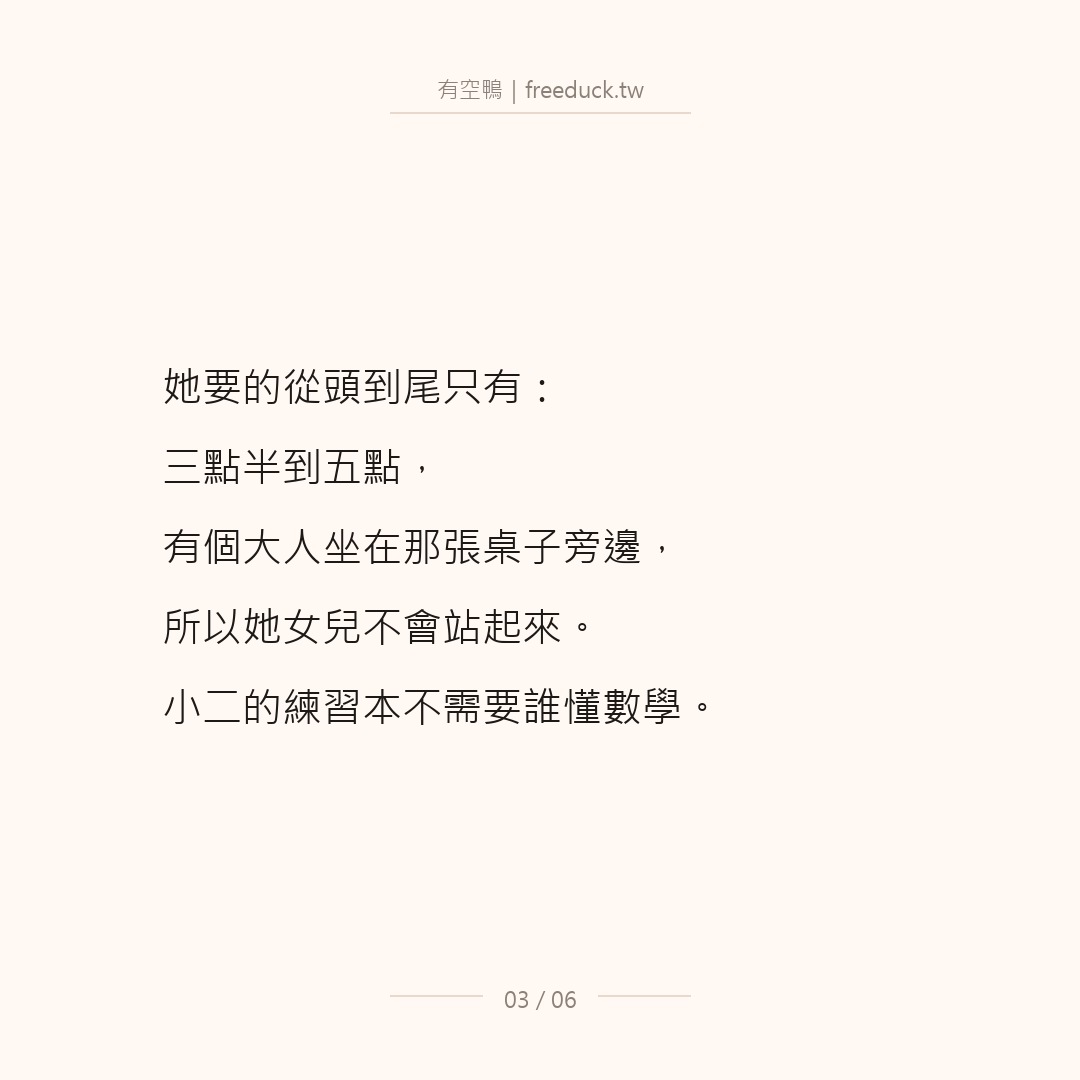 有空鴨 | freeduck.tw
她要的從頭到尾只有：
三點半到五點，
有個大人坐在那張桌子旁邊，
所以她女兒不會站起來。
小二的練習本不需要誰懂數學。
03 / 06